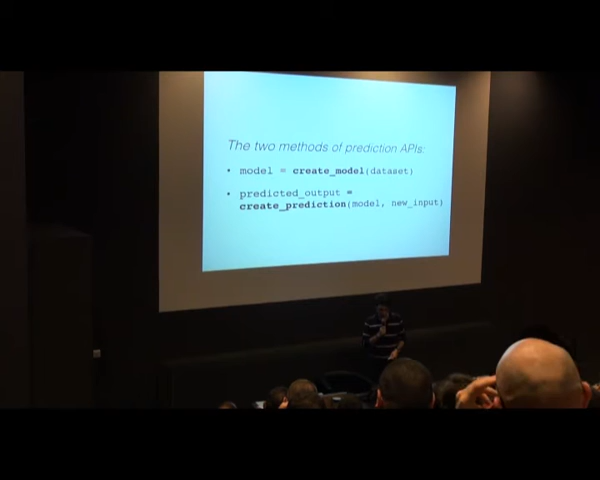 The two methods of prediction APIs:
• model = create_model(dataset)
• predicted_output =
create_prediction(model, new_input)